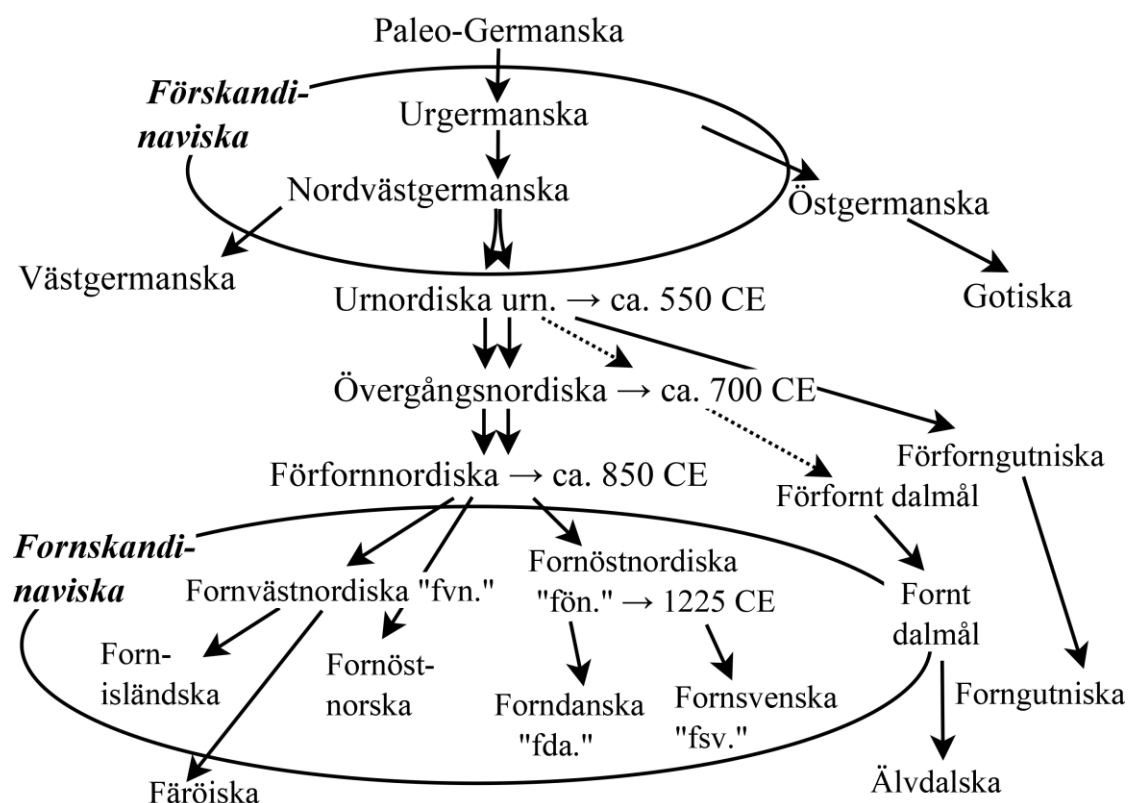 Paleo-Germanska
Förskandi-
naviska
Urgermanska
Nordvästgermanska
Östgermanska
Västgermanska
Gotiska
Urnordiska urn. → ca. 550 CE
Övergångsnordiska → ca. 700 CE
Förforngutniska
Förfornnordiska → ca. 850 CE
Förfornt dalmål
Fornskandi-
naviska
Fornvästnordiska "fvn."
Fornöstnordiska
"fön." → 1225 CE
Fornt
dalmål
Forn-
isländska
Fornöst-
norska
Forndanska
"fda."
Fornsvenska
"fsv."
Forngutniska
Färöiska
Älvdalska